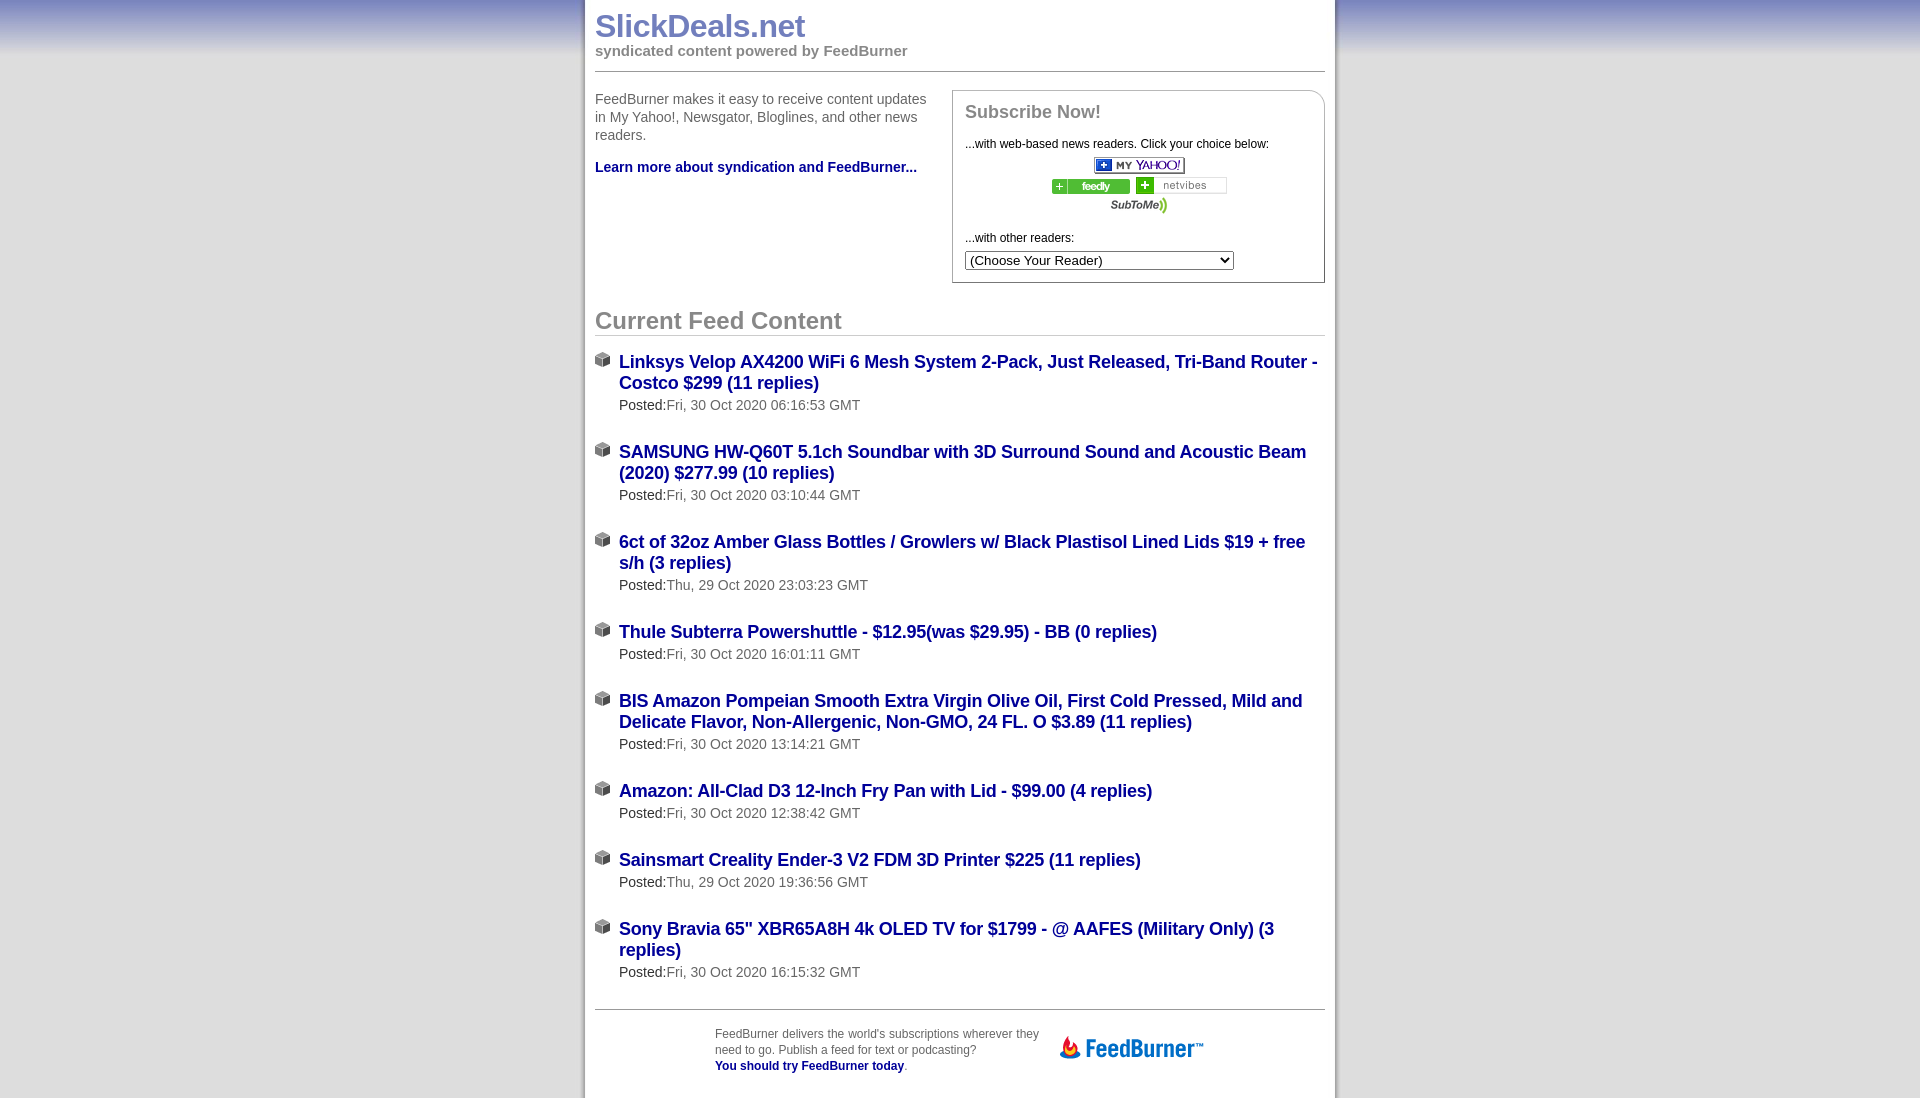 SlickDeals.net
syndicated content powered by FeedBurner
FeedBurner makes it easy to receive content updates
in My Yahoo!, Newsgator, Bloglines, and other news
readers.
Learn more about syndication and FeedBurner...
Subscribe Now!
...with web-based news readers. Click your choice below:
MY YAHOO!
feedly
netvibes
SubToMe
...with other readers:
(Choose Your Reader)
Current Feed Content
Linksys Velop AX4200 WiFi 6 Mesh System 2-Pack, Just Released, Tri-Band Router -
Costco $299 (11 replies)
Posted:Fri, 30 Oct 2020 06:16:53 GMT
SAMSUNG HW-Q60T 5.1ch Soundbar with 3D Surround Sound and Acoustic Beam
(2020) $277.99 (10 replies)
Posted:Fri, 30 Oct 2020 03:10:44 GMT
6ct of 32oz Amber Glass Bottles / Growlers w/ Black Plastisol Lined Lids $19 + free
s/h (3 replies)
Posted:Thu, 29 Oct 2020 23:03:23 GMT
Thule Subterra Powershuttle - $12.95(was $29.95) - BB (0 replies)
Posted:Fri, 30 Oct 2020 16:01:11 GMT
BIS Amazon Pompeian Smooth Extra Virgin Olive Oil, First Cold Pressed, Mild and
Delicate Flavor, Non-Allergenic, Non-GMO, 24 FL. O $3.89 (11 replies)
Posted:Fri, 30 Oct 2020 13:14:21 GMT
Amazon: All-Clad D3 12-Inch Fry Pan with Lid - $99.00 (4 replies)
Posted:Fri, 30 Oct 2020 12:38:42 GMT
Sainsmart Creality Ender-3 V2 FDM 3D Printer $225 (11 replies)
Posted:Thu, 29 Oct 2020 19:36:56 GMT
Sony Bravia 65" XBR65A8H 4k OLED TV for $1799 - @ AAFES (Military Only) (3
replies)
Posted:Fri, 30 Oct 2020 16:15:32 GMT
FeedBurner delivers the world's subscriptions wherever they
need to go. Publish a feed for text or podcasting?
You should try FeedBurner today.
FeedBurner™